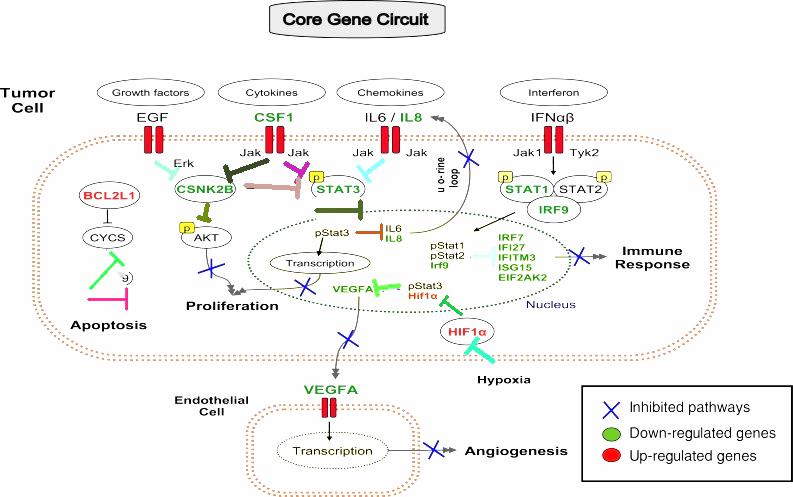 Core Gene Circuit
Tumor
Cell
Growth factors
Cytokines
Chemokines
Interferon
EGF
CSF1
IL6 / IL8
IFNαβ
Erk
Jak
Jak
Jak
Jak
Jak1
Tyk2
u o- rine
loop
BCL2L1
CSNK2B
P
STAT3
P
STAT1
STAT2
P
IRF9
CYCS
P
AKT
pStat3
IL6
IL8
Transcription
pStat1
pStat2
Irf9
IRF7
IFI27
IFITM3
ISG15
EIF2AK2
Immune
Response
9
Apoptosis
Proliferation
VEGFA
pStat3
Hif1α
Nucleus
HIF1α
Hypoxia
Endothelial
Cell
VEGFA
Transcription
Angiogenesis
Inhibited pathways
Down-regulated genes
Up-regulated genes